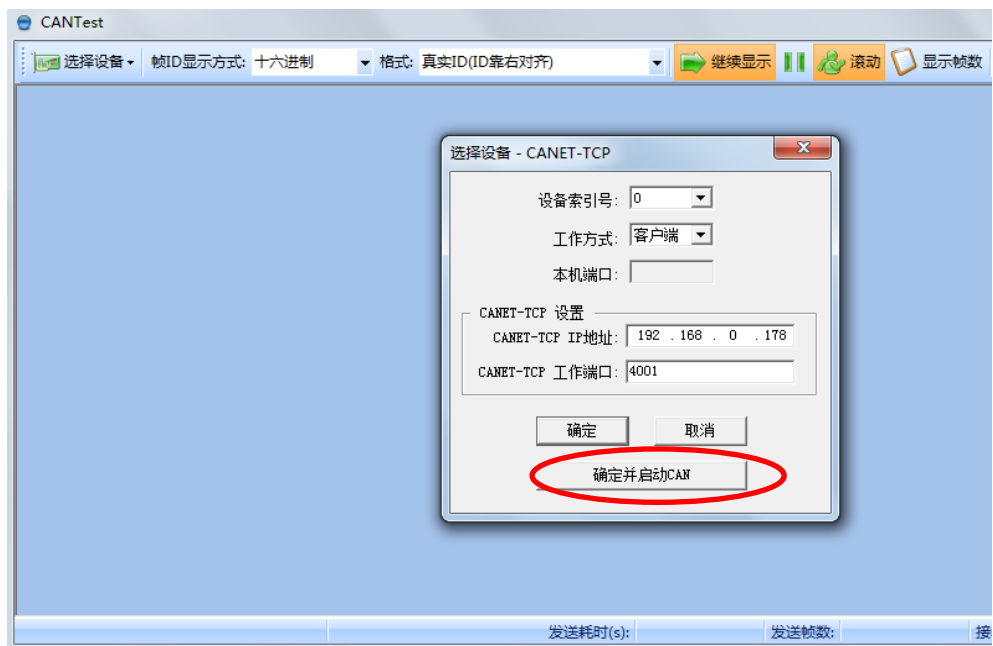 CANTest
选择设备 帧ID显示方式: 十六进制 格式: 真实ID(ID靠右对齐) 继续显示 滚动 显示帧数
选择设备 - CANET-TCP
设备索引号: 0
工作方式: 客户端
本机端口:
CANET-TCP 设置
CANET-TCP IP地址: 192 . 168 . 0 . 178
CANET-TCP 工作端口: 4001
确定 取消
确定并启动CAN
发送耗时(s): 发送帧数: 接